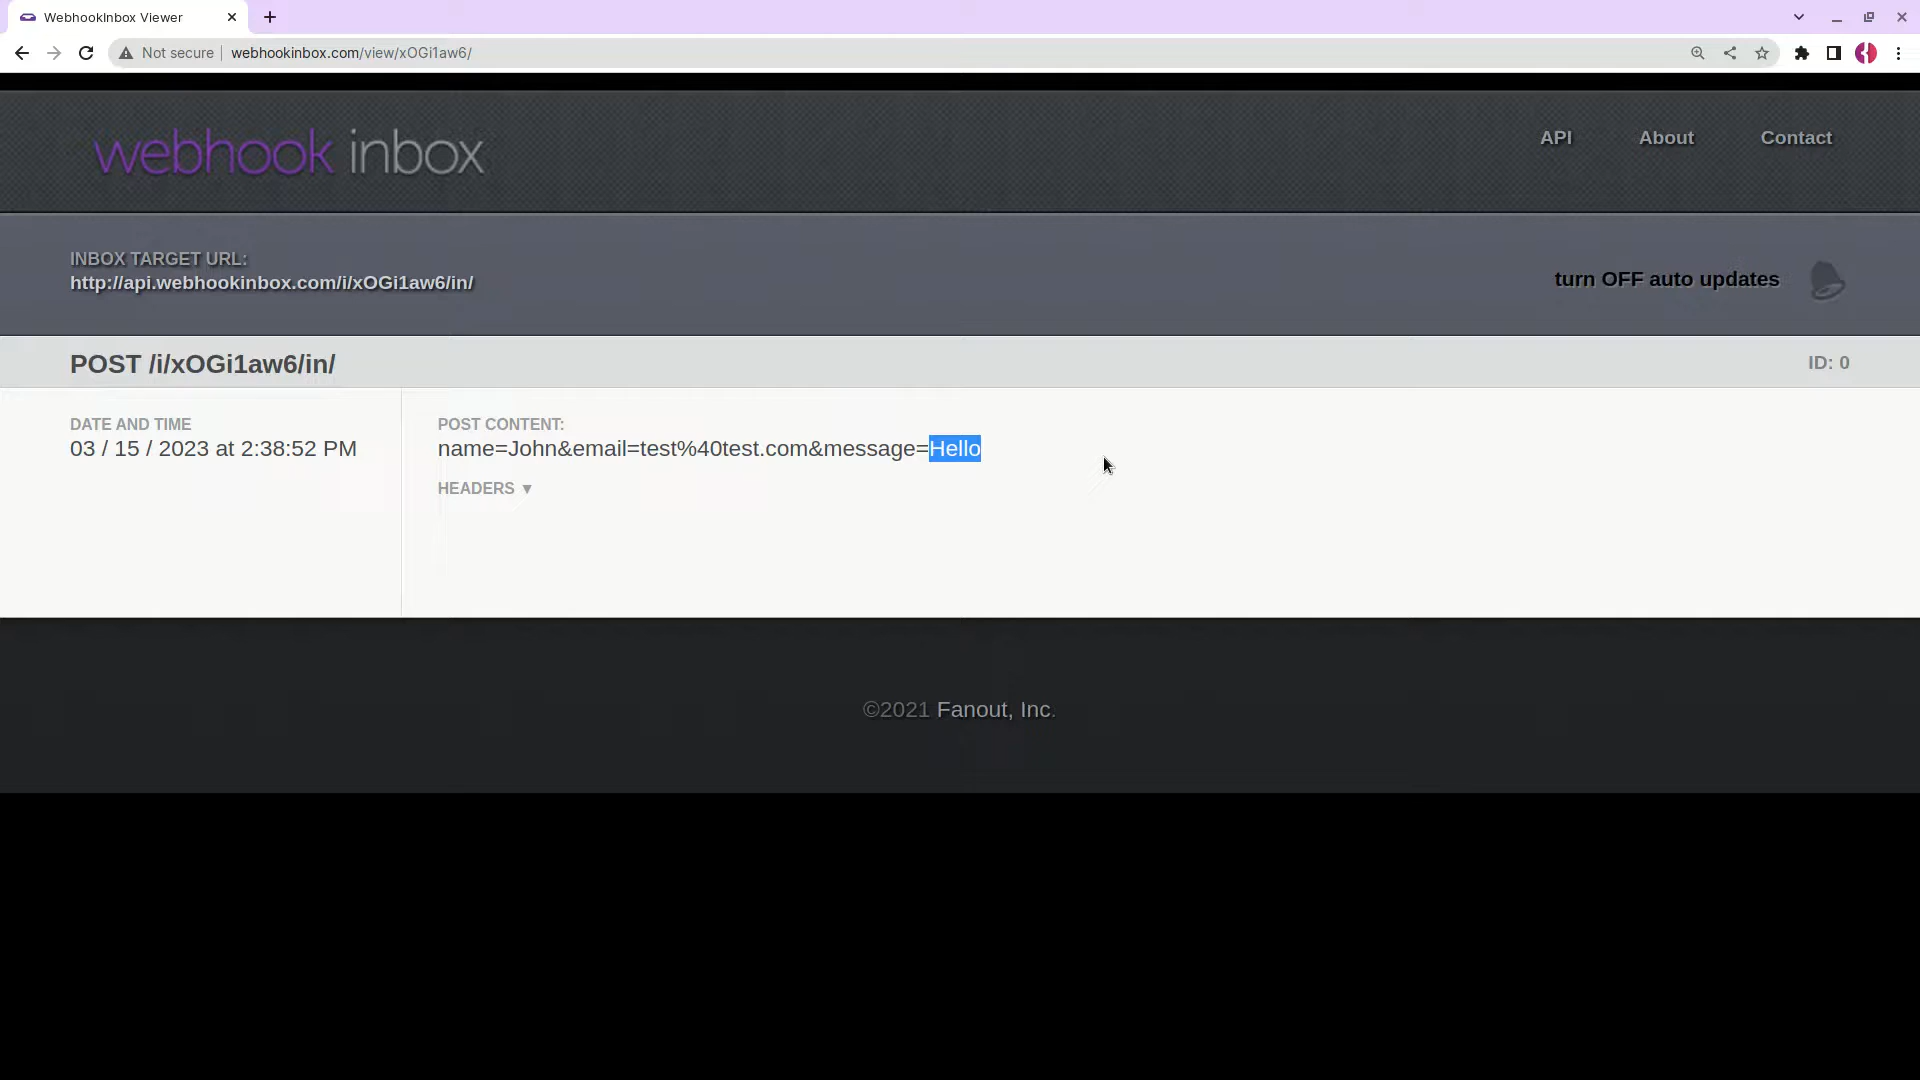 WebhookInbox Viewer
Not secure
webhookinbox.com/view/xOGi1aw6/
webhook inbox
API
About
Contact
INBOX TARGET URL:
http://api.webhookinbox.com/i/xOGi1aw6/in/
turn OFF auto updates
POST /i/xOGi1aw6/in/
ID: 0
DATE AND TIME
03 / 15 / 2023 at 2:38:52 PM
POST CONTENT:
name=John&email=test%40test.com&message=Hello
HEADERS ▼
©2021 Fanout, Inc.